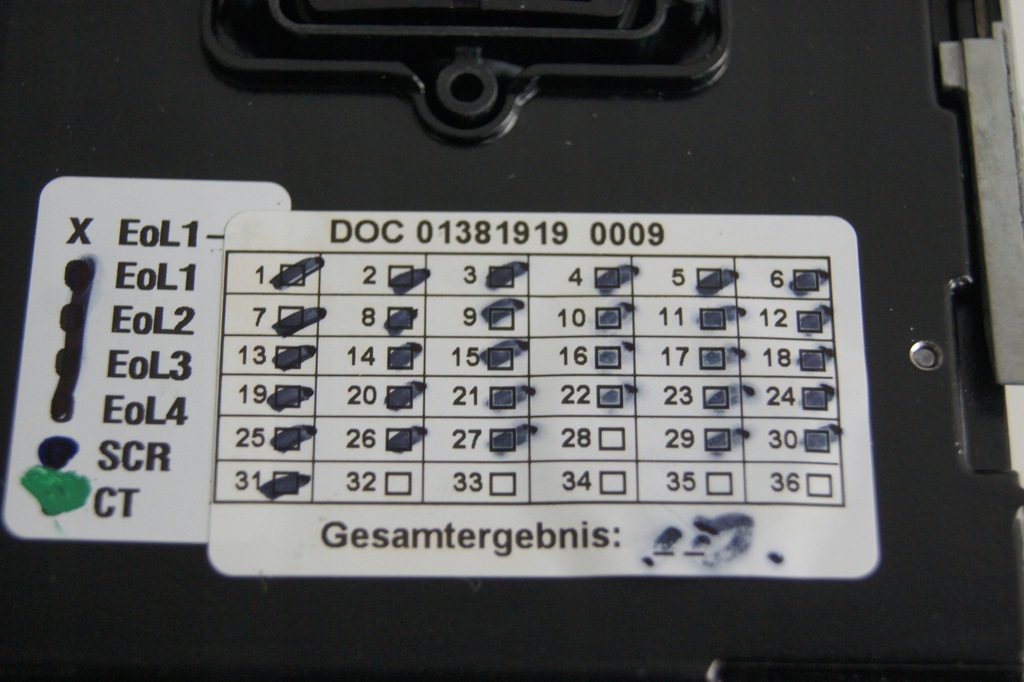 X EoL1-
EoL1
EoL2
EoL3
EoL4
SCR
CT
DOC 01381919 0009
1 2 3 4 5 6
7 8 9 10 11 12
13 14 15 16 17 18
19 20 21 22 23 24
25 26 27 28 29 30
31 32 33 34 35 36
Gesamtergebnis: